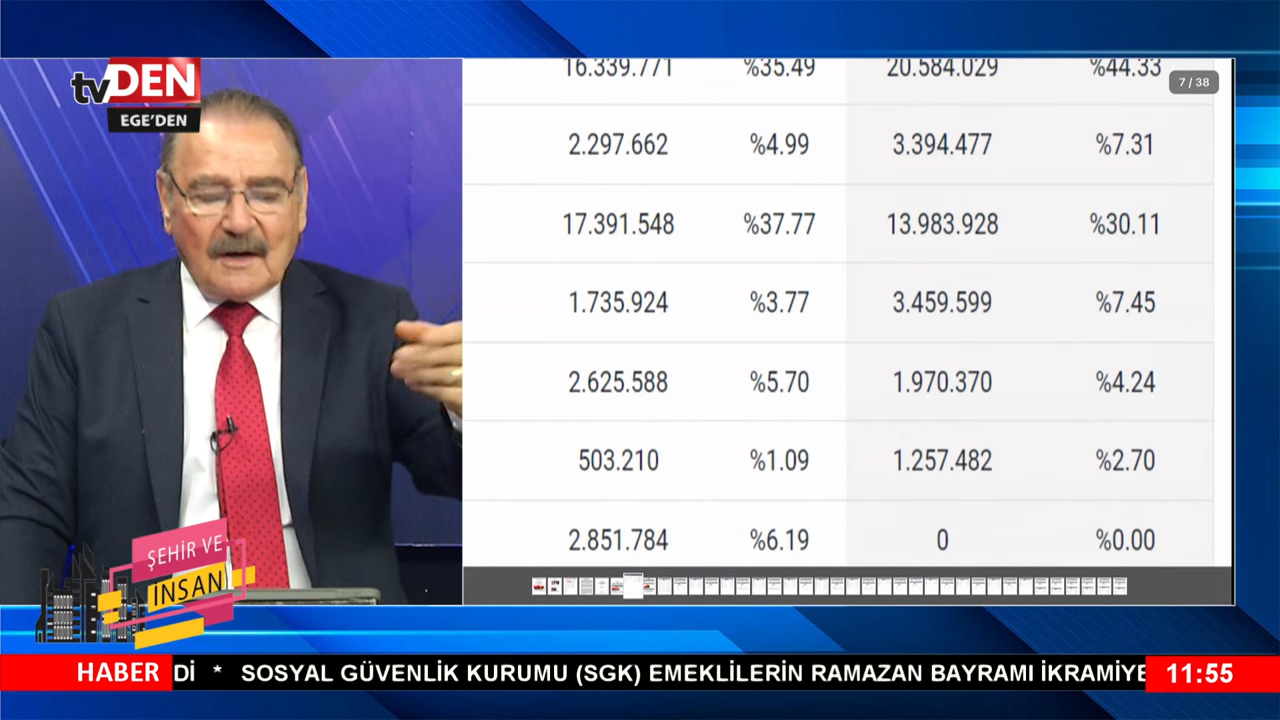 tvDEN
EGE'DEN
16.339.771 %35.49 20.584.029 %44.33
7 / 38
2.297.662 %4.99 3.394.477 %7.31
17.391.548 %37.77 13.983.928 %30.11
1.735.924 %3.77 3.459.599 %7.45
2.625.588 %5.70 1.970.370 %4.24
503.210 %1.09 1.257.482 %2.70
2.851.784 %6.19 0 %0.00
ŞEHİR VE
İNSAN
HABER Dİ * SOSYAL GÜVENLİK KURUMU (SGK) EMEKLİLERİN RAMAZAN BAYRAMI İKRAMİYE 11:55